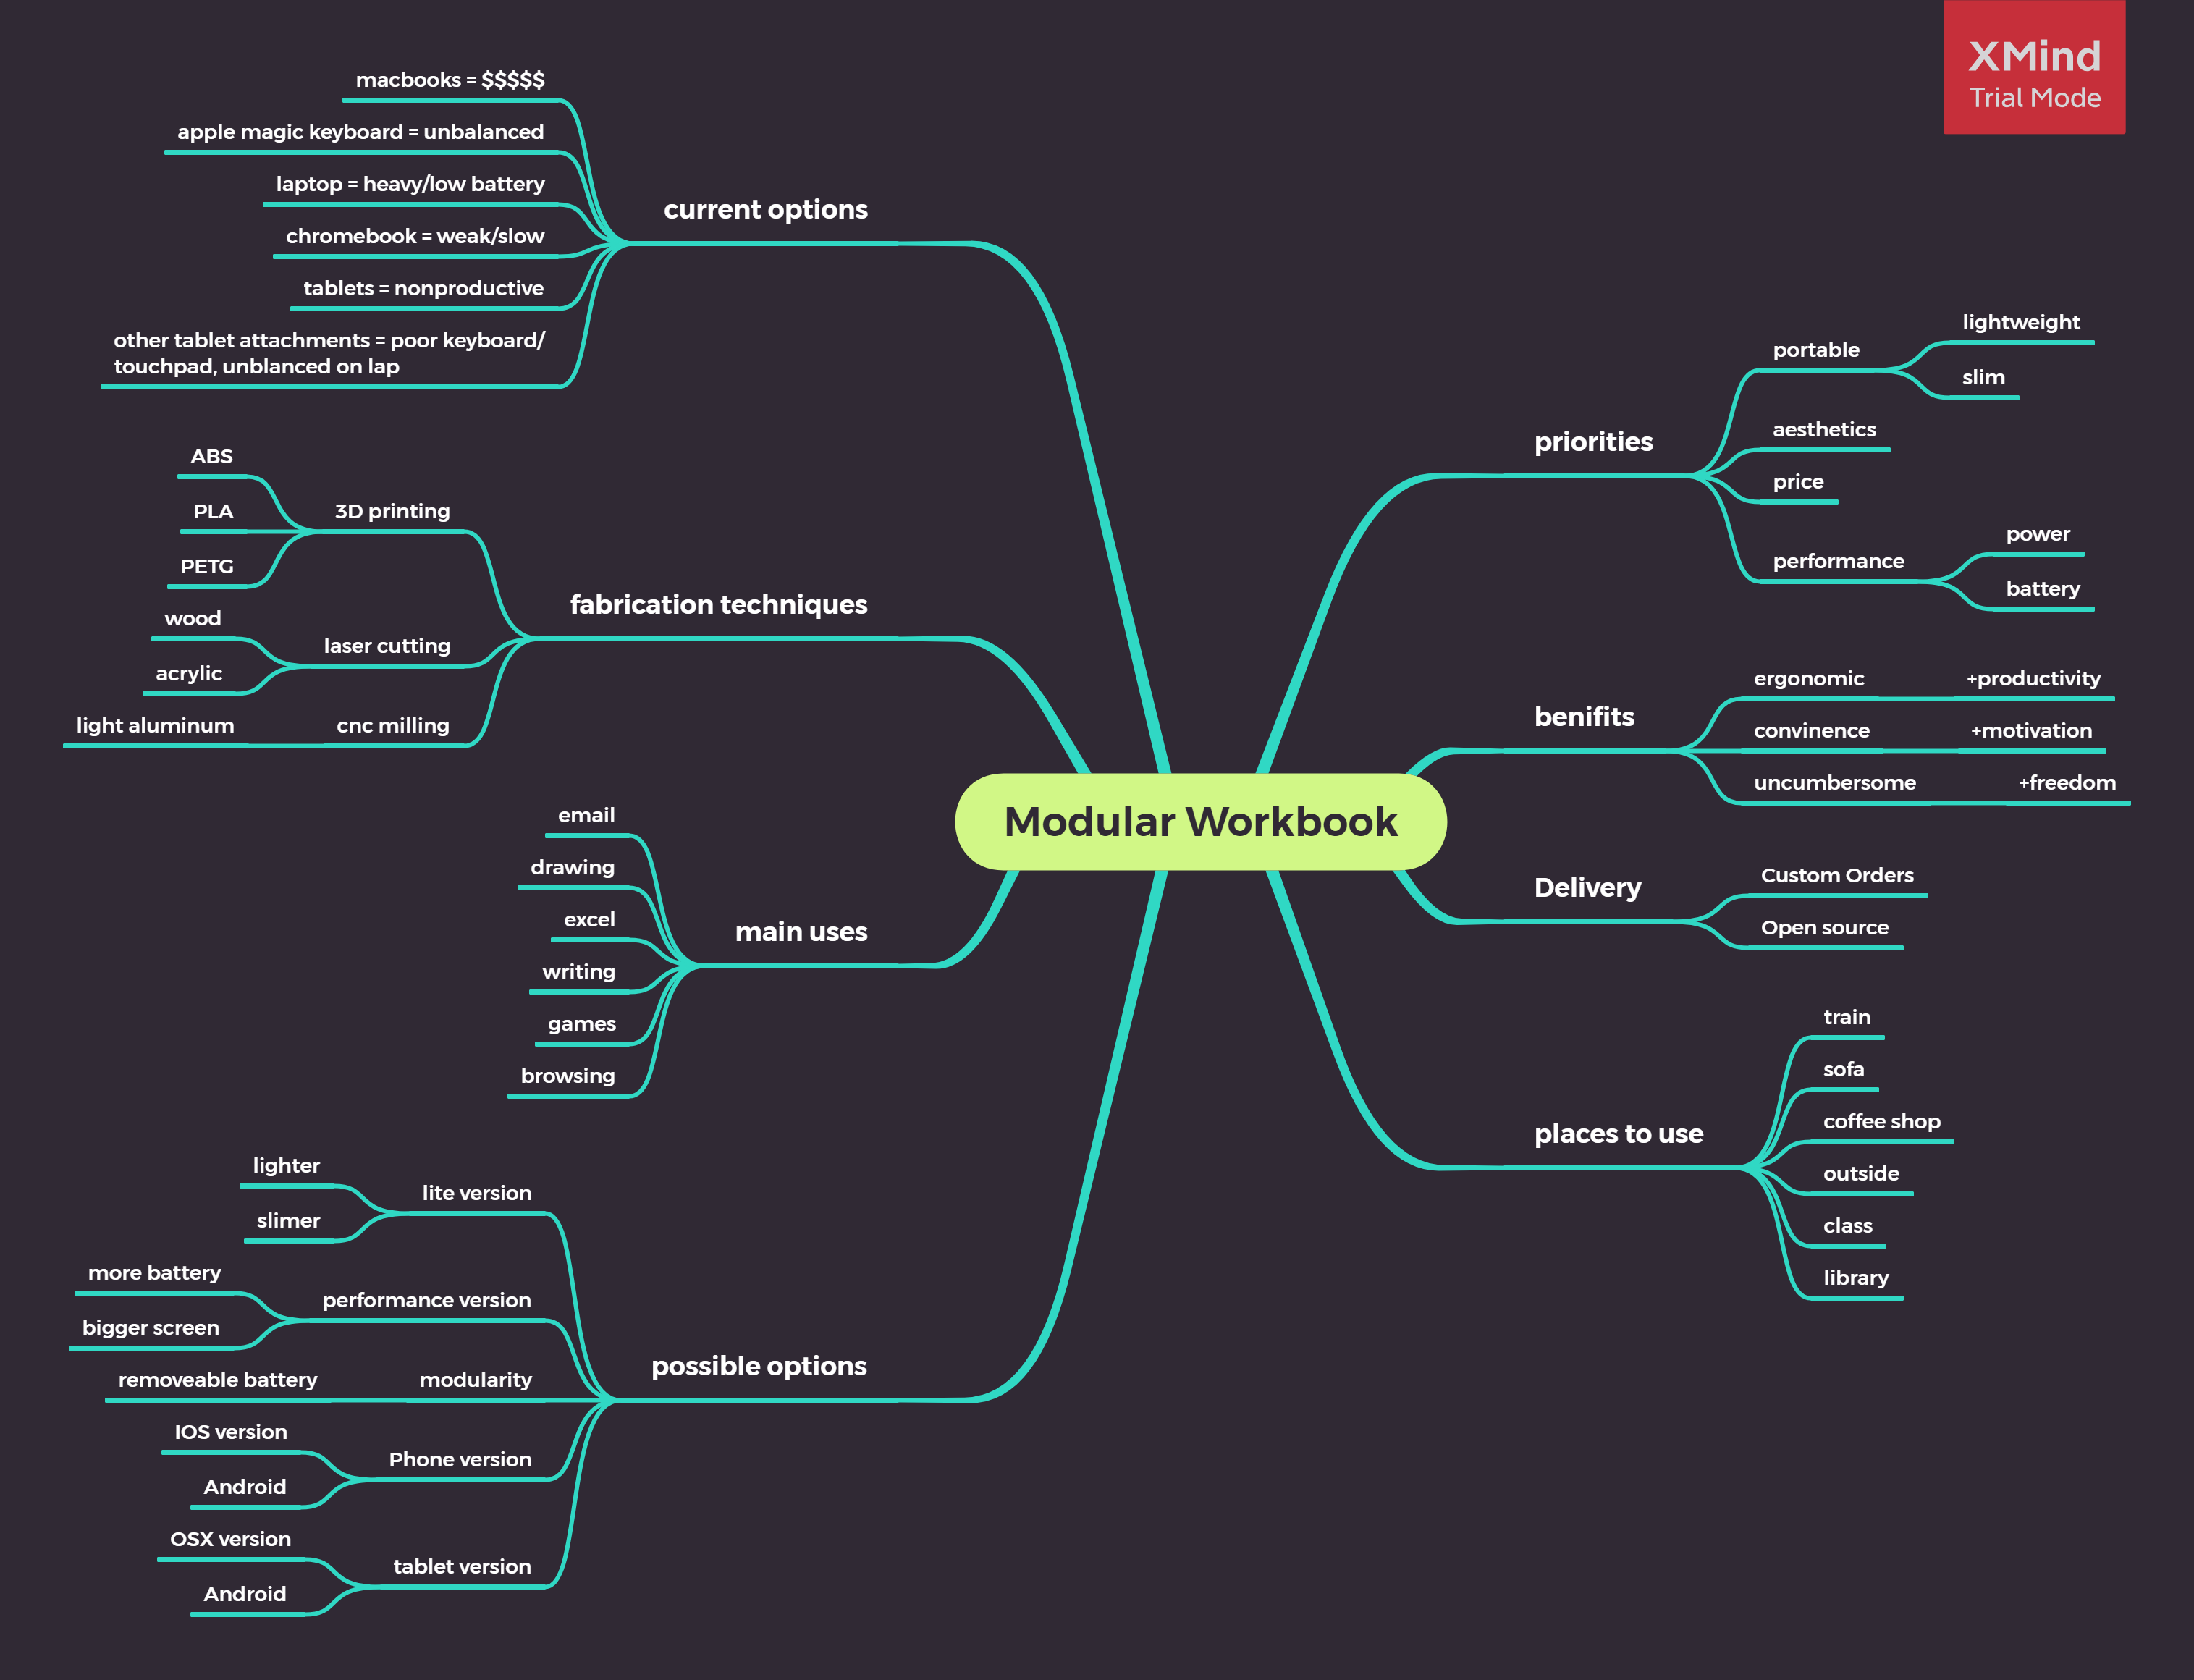 XMind
Trial Mode
Modular Workbook
current options
macbooks = $$$$$
apple magic keyboard = unbalanced
laptop = heavy/low battery
chromebook = weak/slow
tablets = nonproductive
other tablet attachments = poor keyboard/
touchpad, unblanced on lap
fabrication techniques
3D printing
ABS
PLA
PETG
laser cutting
wood
acrylic
cnc milling
light aluminum
main uses
email
drawing
excel
writing
games
browsing
possible options
lite version
lighter
slimer
performance version
more battery
bigger screen
modularity
removeable battery
Phone version
IOS version
Android
tablet version
OSX version
Android
priorities
portable
lightweight
slim
aesthetics
price
performance
power
battery
benifits
ergonomic
+productivity
convinence
+motivation
uncumbersome
+freedom
Delivery
Custom Orders
Open source
places to use
train
sofa
coffee shop
outside
class
library